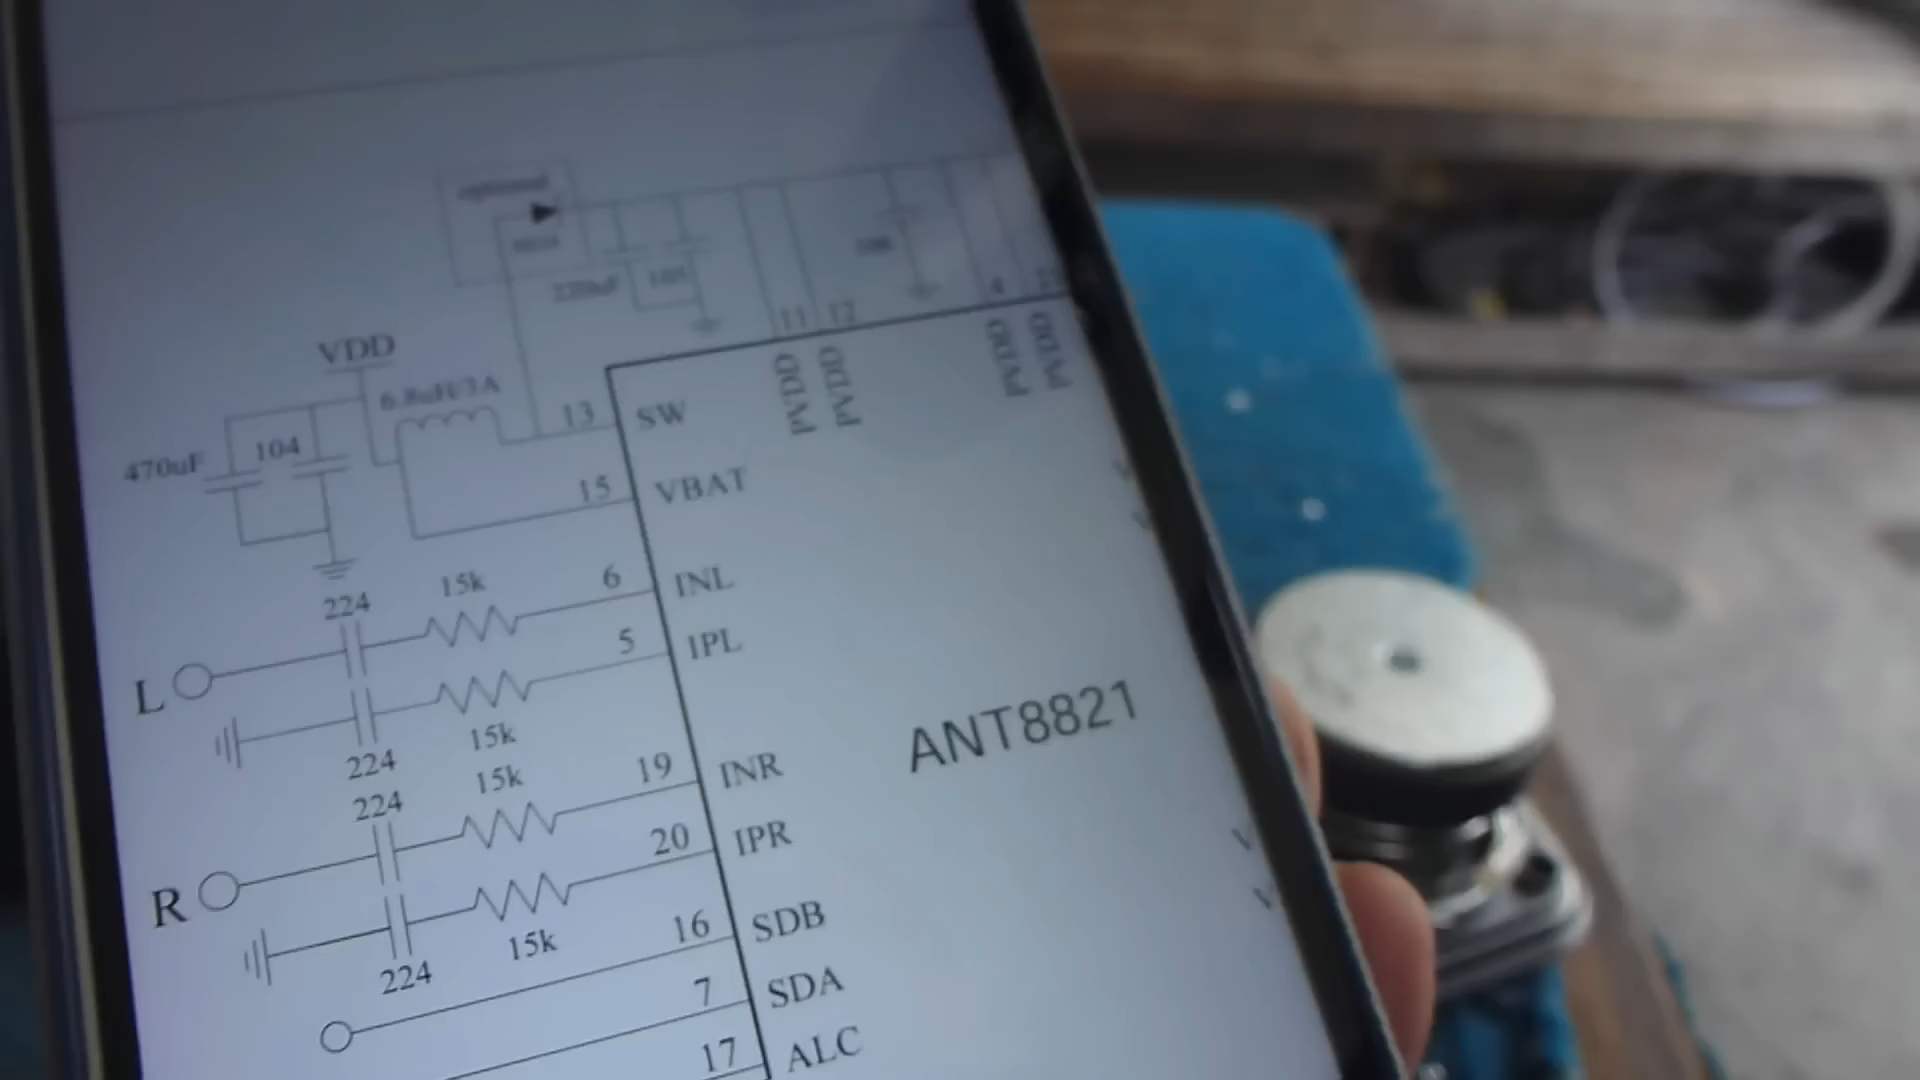 optional
220uF 105
106
11 12
4
PVDD PVDD
PVDD PVDD
VDD
6.8uH/3A
470uF 104
13 SW
15 VBAT
224 15k 6 INL
L
5 IPL
224 15k
224 15k 19 INR
R
20 IPR
224 15k
16 SDB
7 SDA
17 ALC
ANT8821